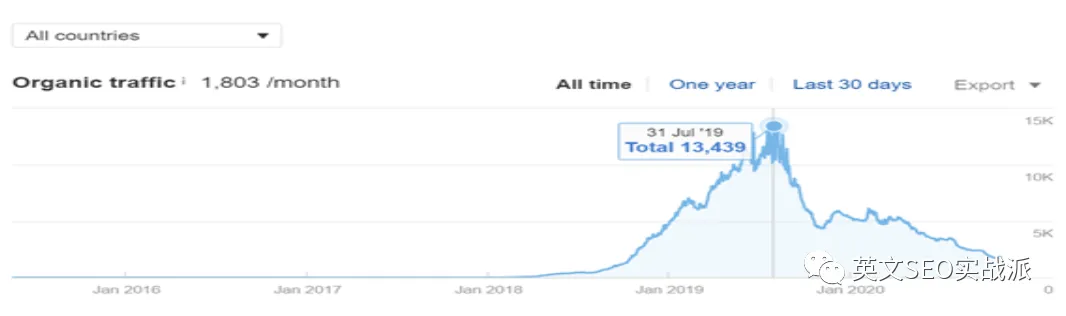 All countries
Organic traffic i 1,803 /month
All time One year Last 30 days Export
31 Jul '19
Total 13,439
15K
10K
5K
0
Jan 2016 Jan 2017 Jan 2018 Jan 2019 Jan 2020
英文SEO实战派